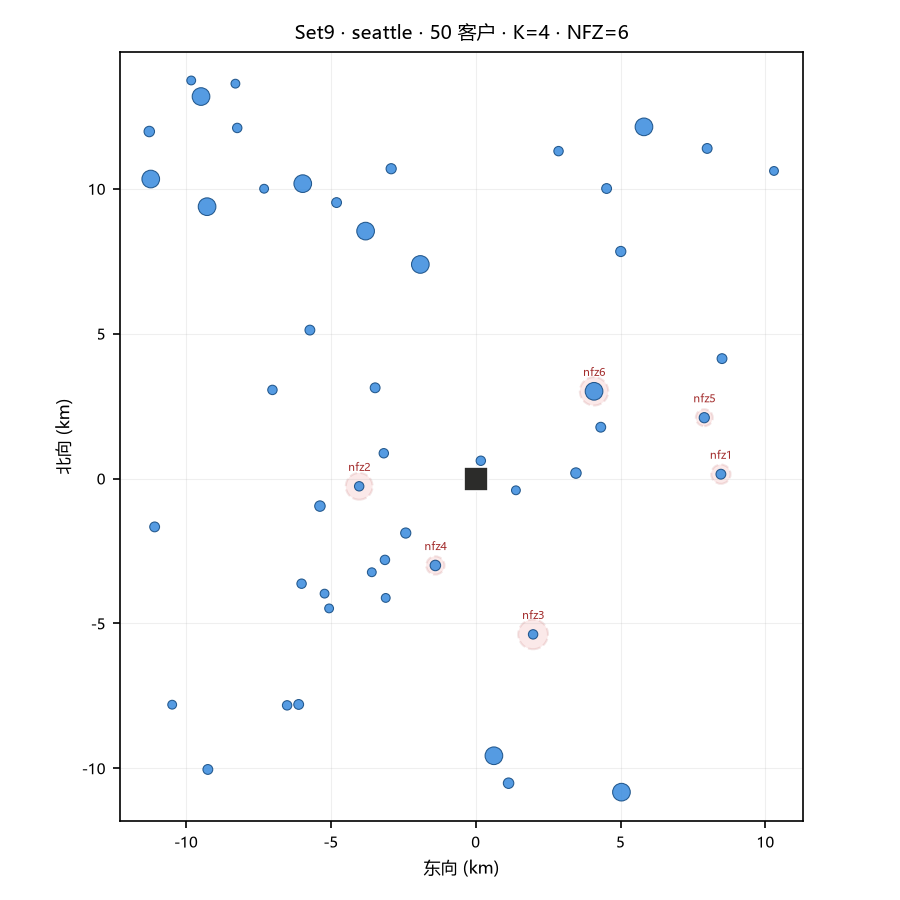 Set9 · seattle · 50 客户 · K=4 · NFZ=6
北向 (km)
10
5
0
-5
-10
nfz6
nfz5
nfz1
nfz2
nfz4
nfz3
-10
-5
0
5
10
东向 (km)